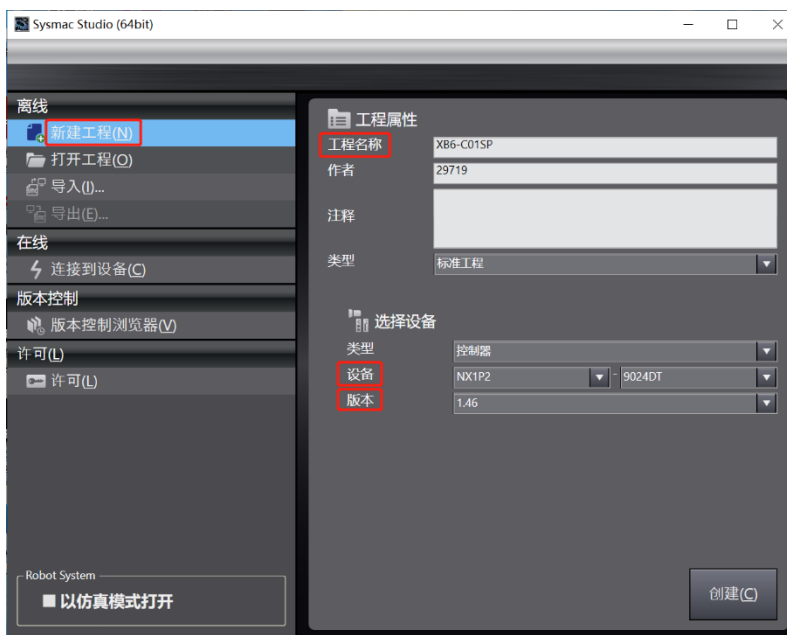 Sysmac Studio (64bit)
离线
新建工程(N)
打开工程(O)
导入(I)...
导出(E)...
在线
连接到设备(C)
版本控制
版本控制浏览器(V)
许可(L)
许可(L)
Robot System
以仿真模式打开
工程属性
工程名称 XB6-C01SP
作者 29719
注释
类型 标准工程
选择设备
类型 控制器
设备 NX1P2 - 9024DT
版本 1.46
创建(C)